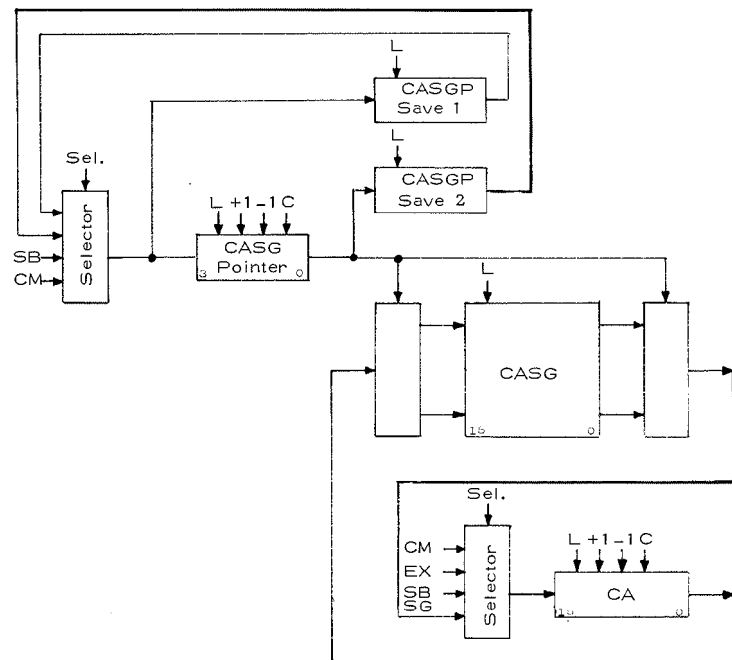 L
CASGP
Save 1
L
CASGP
Save 2
Sel.
Selector
SB
CM
L +1 -1 C
CASG
Pointer
3 0
L
CASG
15 0
Sel.
CM
EX
SB
SG
Selector
L +1 -1 C
CA
0